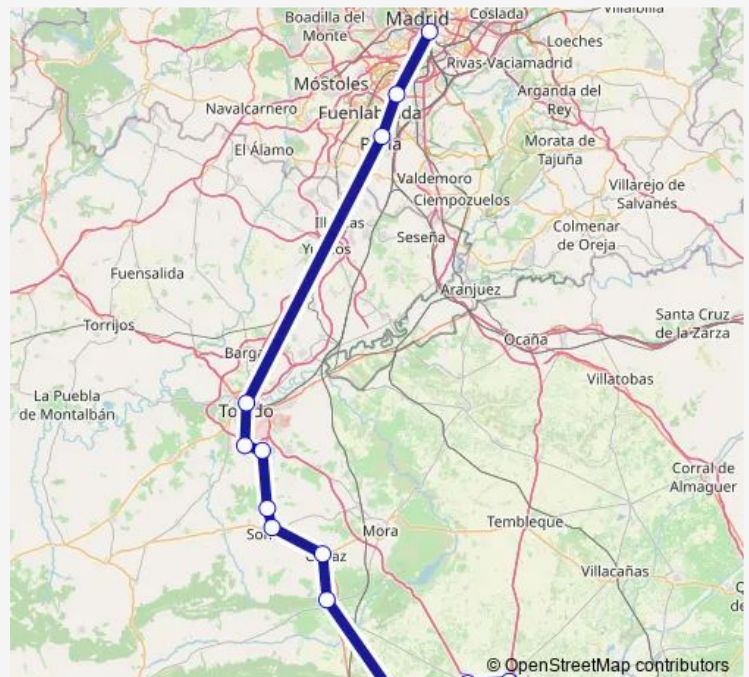 Boadilla del
Monte
Madrid
Coslada
Villalbilla
Loeches
Rivas-Vaciamadrid
Móstoles
Arganda del
Rey
Navalcarnero
El Álamo
Morata de
Tajuña
Valdemoro
Ciempozuelos
Villarejo de
Salvanés
Seseña
Colmenar
de Oreja
Fuensalida
Aranjuez
Torrijos
Santa Cruz
de la Zarza
Ocaña
Villatobas
La Puebla
de Montalbán
Corral de
Almaguer
Mora
Tembleque
Villacañas
© OpenStreetMap contributors